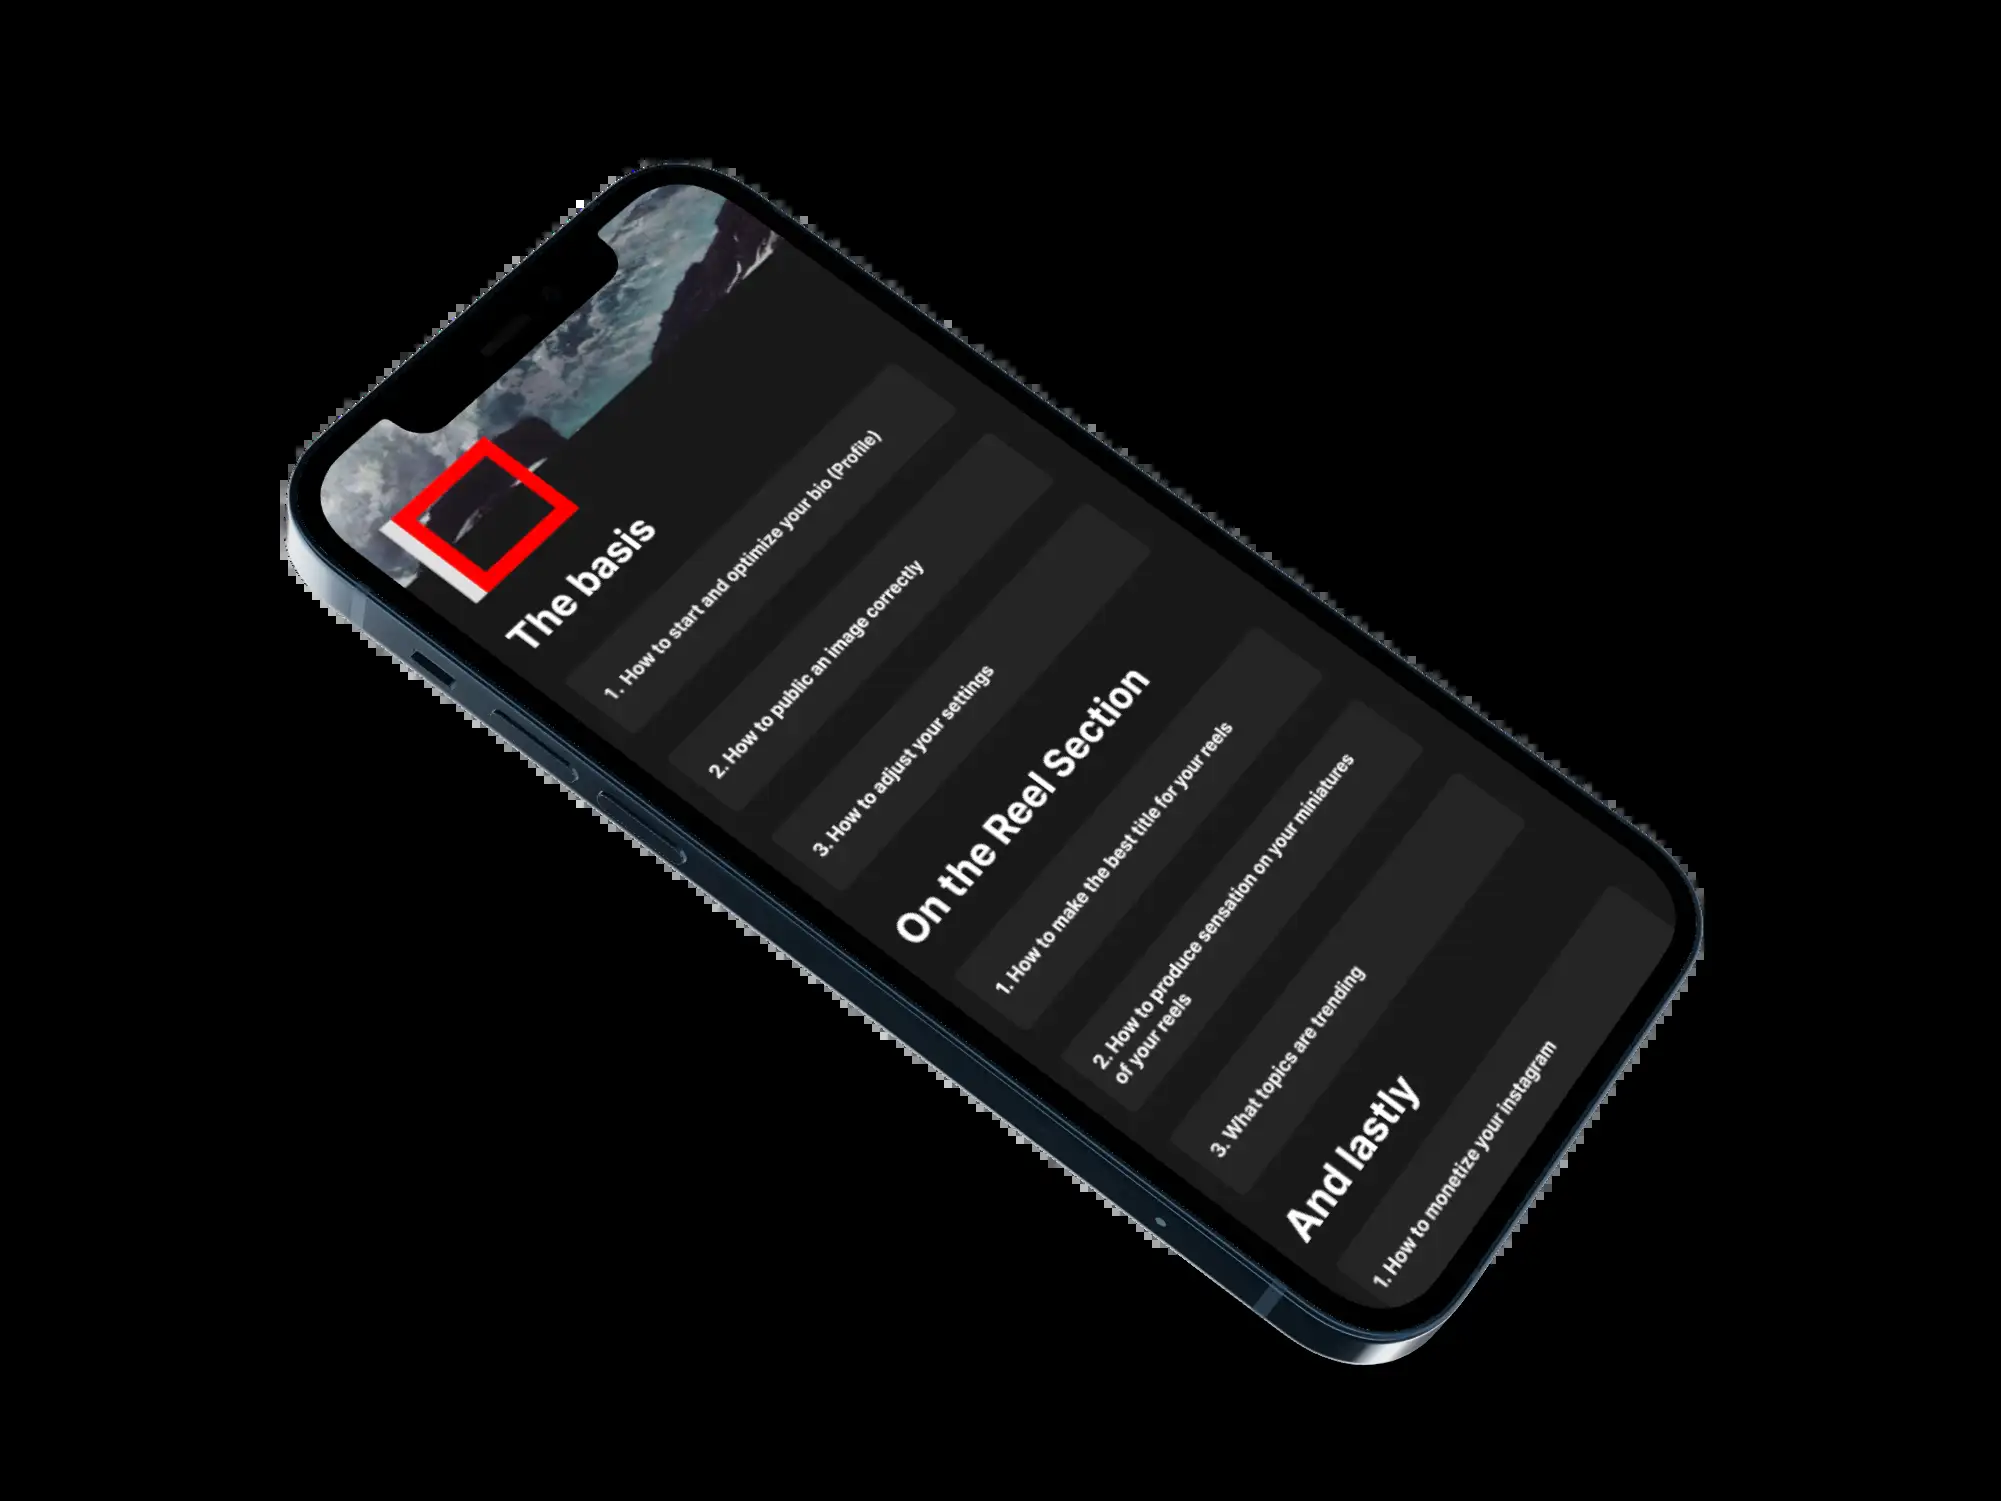 The basis
1. How to start and optimize your bio (Profile)
2. How to public an image correctly
3. How to adjust your settings
On the Reel Section
1. How to make the best title for your reels
2. How to produce sensation on your miniatures
of your reels
3. What topics are trending
And lastly
1. How to monetize your instagram